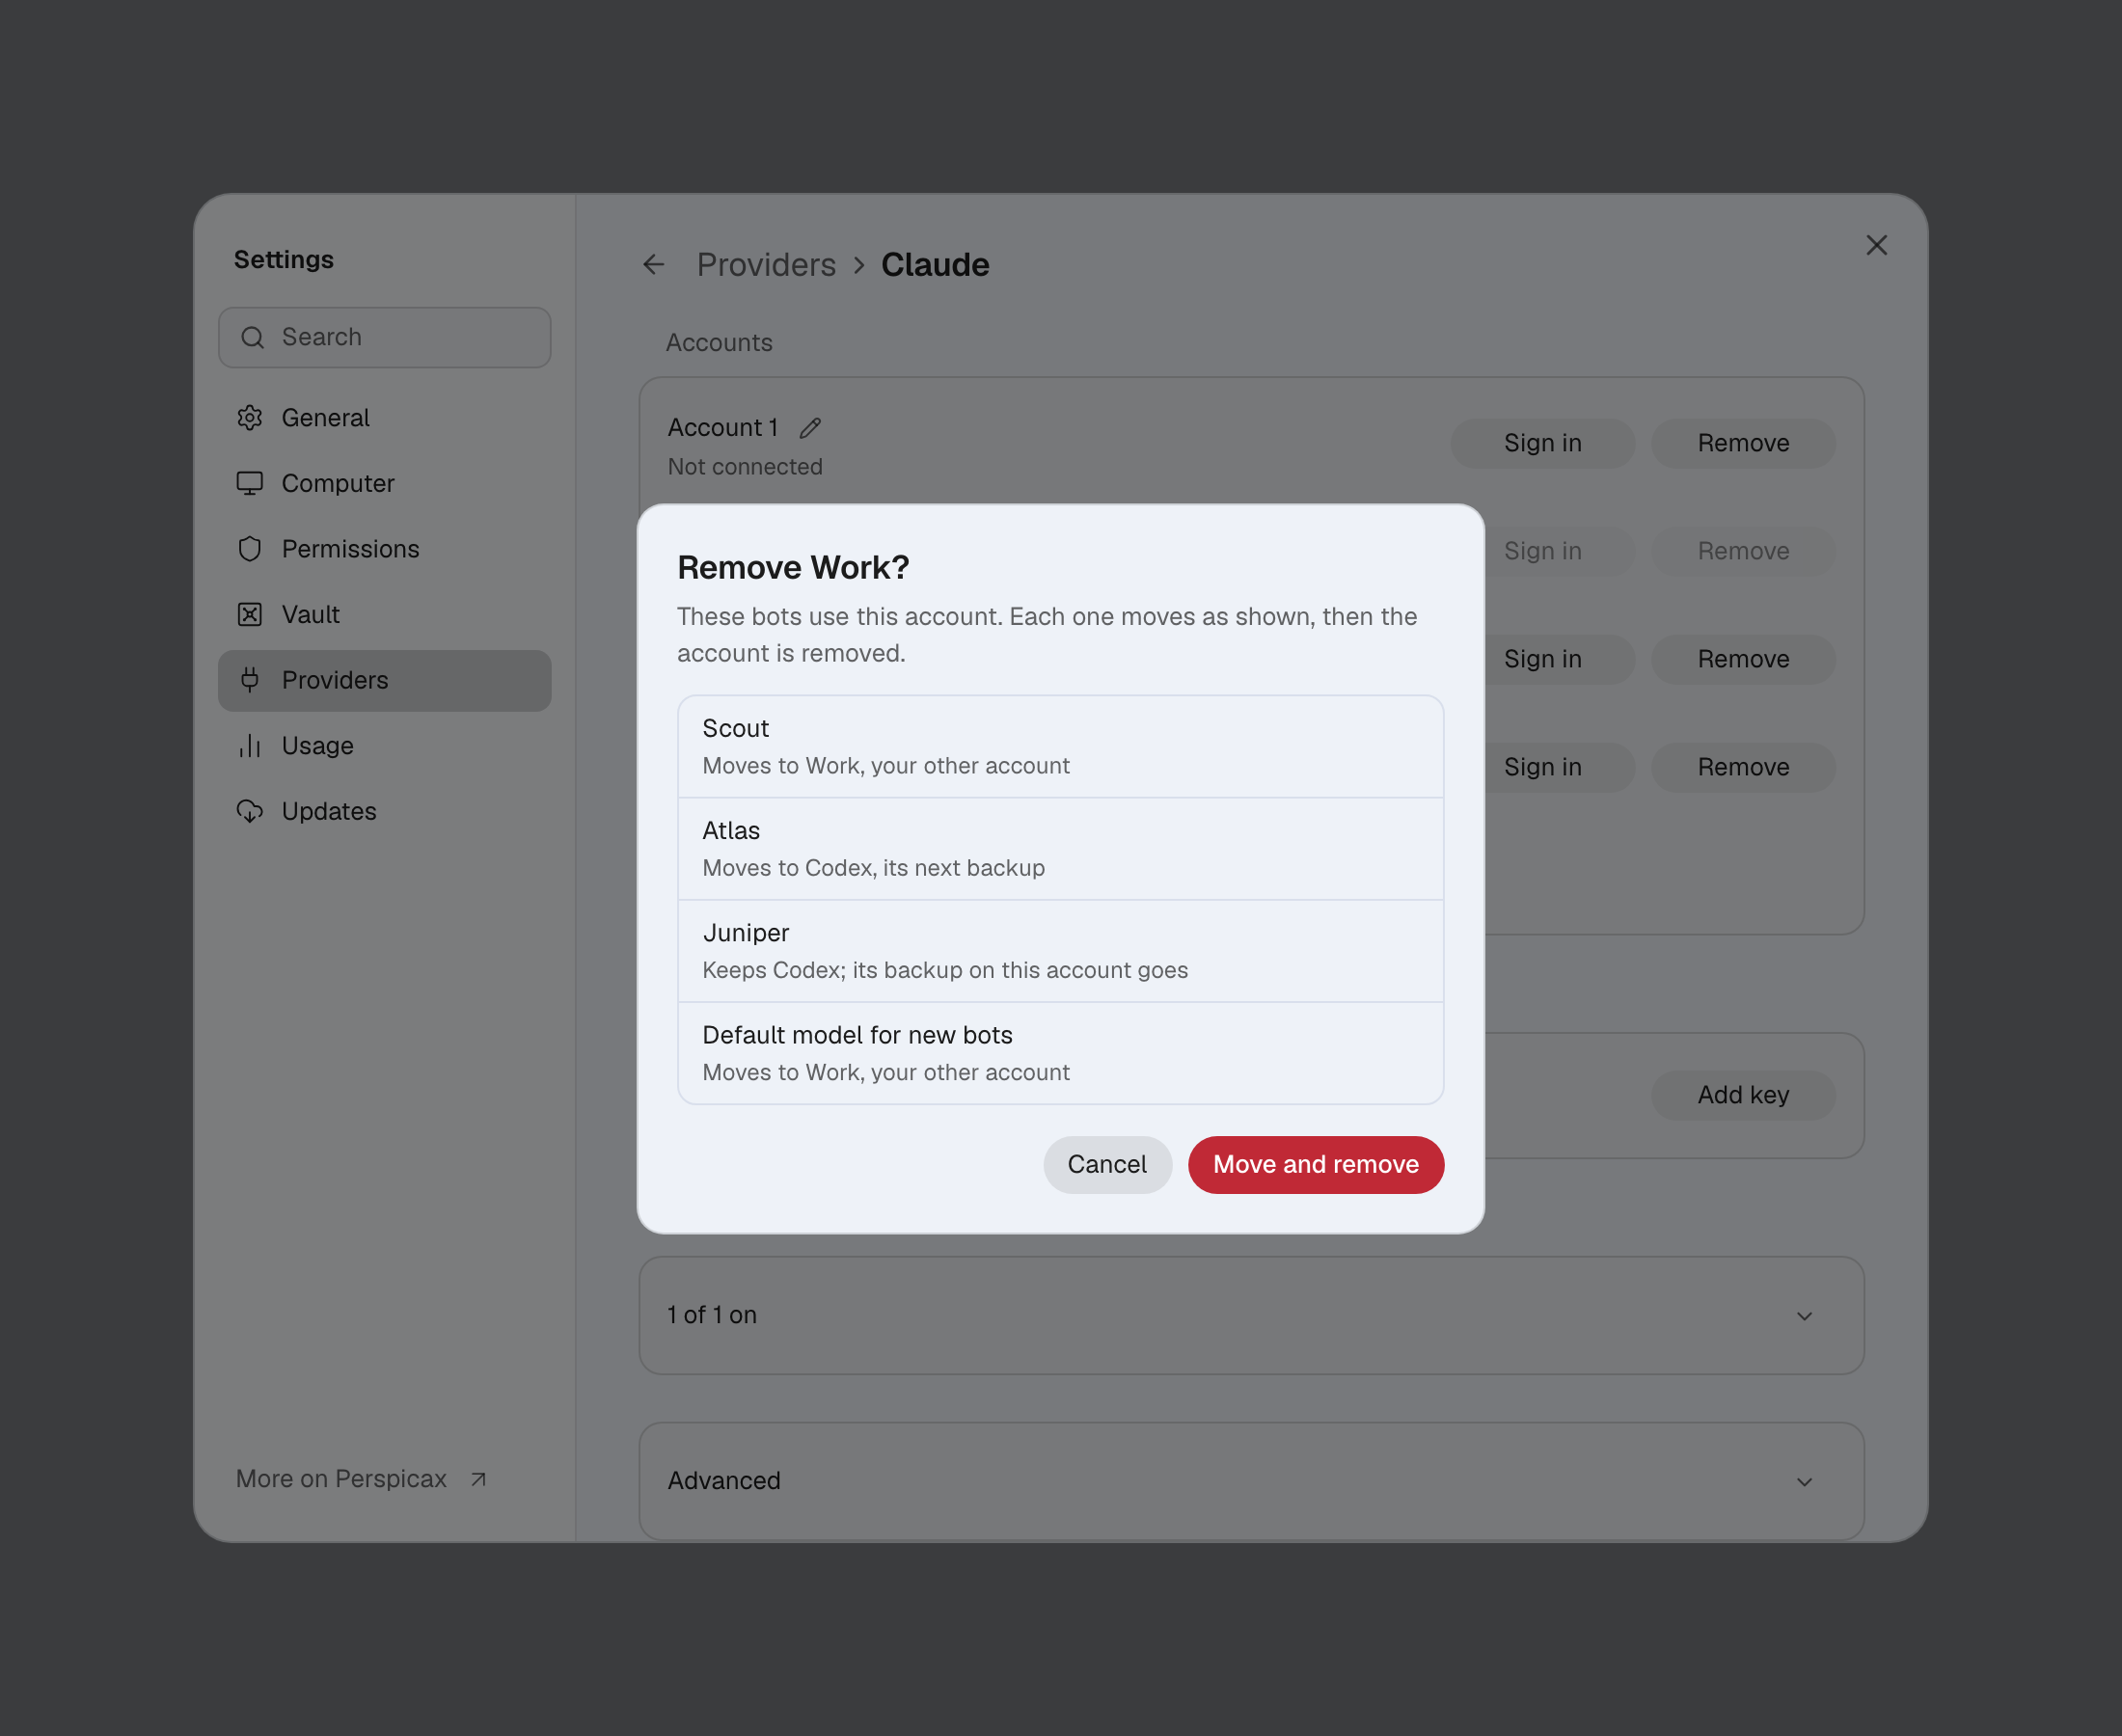 Settings
Search
General
Computer
Permissions
Vault
Providers
Usage
Updates
More on Perspicax
Providers > Claude
Accounts
Account 1
Not connected
Sign in
Remove
Sign in
Remove
Sign in
Remove
Sign in
Remove
Add key
1 of 1 on
Advanced
Remove Work?
These bots use this account. Each one moves as shown, then the
account is removed.
Scout
Moves to Work, your other account
Atlas
Moves to Codex, its next backup
Juniper
Keeps Codex; its backup on this account goes
Default model for new bots
Moves to Work, your other account
Cancel
Move and remove